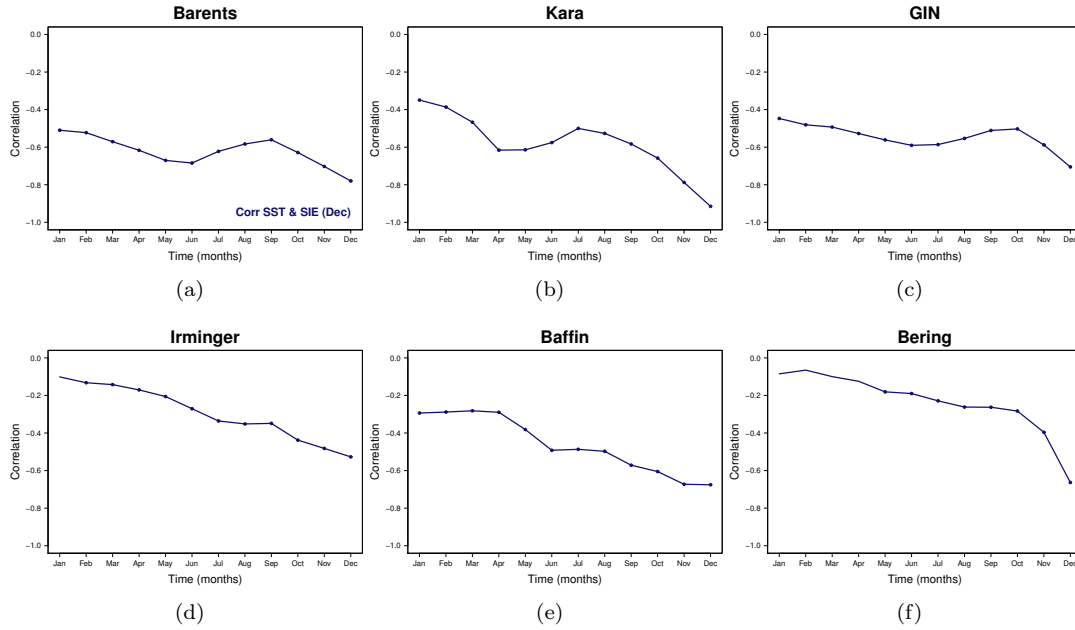 Barents
0.0
−0.2
−0.4
−0.6
−0.8
−1.0
Correlation
Corr SST & SIE (Dec)
Jan Feb Mar Apr May Jun Jul Aug Sep Oct Nov Dec
Time (months)
(a)
Kara
0.0
−0.2
−0.4
−0.6
−0.8
−1.0
Correlation
Jan Feb Mar Apr May Jun Jul Aug Sep Oct Nov Dec
Time (months)
(b)
GIN
0.0
−0.2
−0.4
−0.6
−0.8
−1.0
Correlation
Jan Feb Mar Apr May Jun Jul Aug Sep Oct Nov Dec
Time (months)
(c)
Irminger
0.0
−0.2
−0.4
−0.6
−0.8
−1.0
Correlation
Jan Feb Mar Apr May Jun Jul Aug Sep Oct Nov Dec
Time (months)
(d)
Baffin
0.0
−0.2
−0.4
−0.6
−0.8
−1.0
Correlation
Jan Feb Mar Apr May Jun Jul Aug Sep Oct Nov Dec
Time (months)
(e)
Bering
0.0
−0.2
−0.4
−0.6
−0.8
−1.0
Correlation
Jan Feb Mar Apr May Jun Jul Aug Sep Oct Nov Dec
Time (months)
(f)